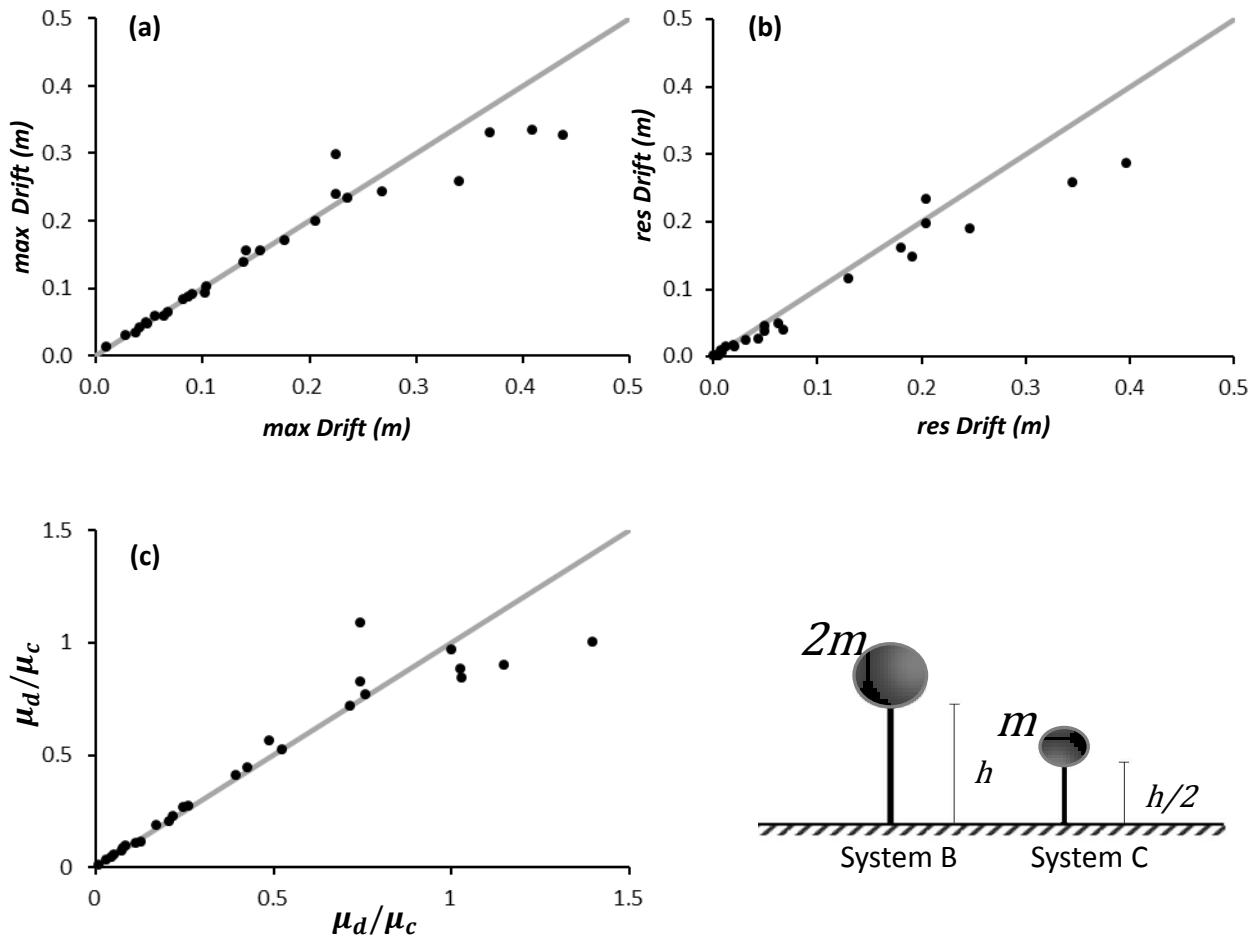 (a)
0.5
0.4
0.3
0.2
0.1
0.0
max Drift (m)
0.0 0.1 0.2 0.3 0.4 0.5
max Drift (m)
(b)
0.5
0.4
0.3
0.2
0.1
0.0
res Drift (m)
0.0 0.1 0.2 0.3 0.4 0.5
res Drift (m)
(c)
1.5
1
0.5
0
μd/μc
0 0.5 1 1.5
μd/μc
2m
h
m
h/2
System B System C